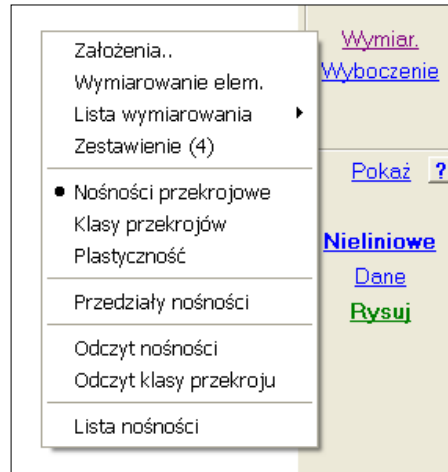 Założenia..
Wymiarowanie elem.
Lista wymiarowania
Zestawienie (4)
Nośności przekrojowe
Klasy przekrojów
Plastyczność
Przedziały nośności
Odczyt nośności
Odczyt klasy przekroju
Lista nośności
Wymiar.
Wyboczenie
Pokaż ?
Nieliniowe
Dane
Rysuj